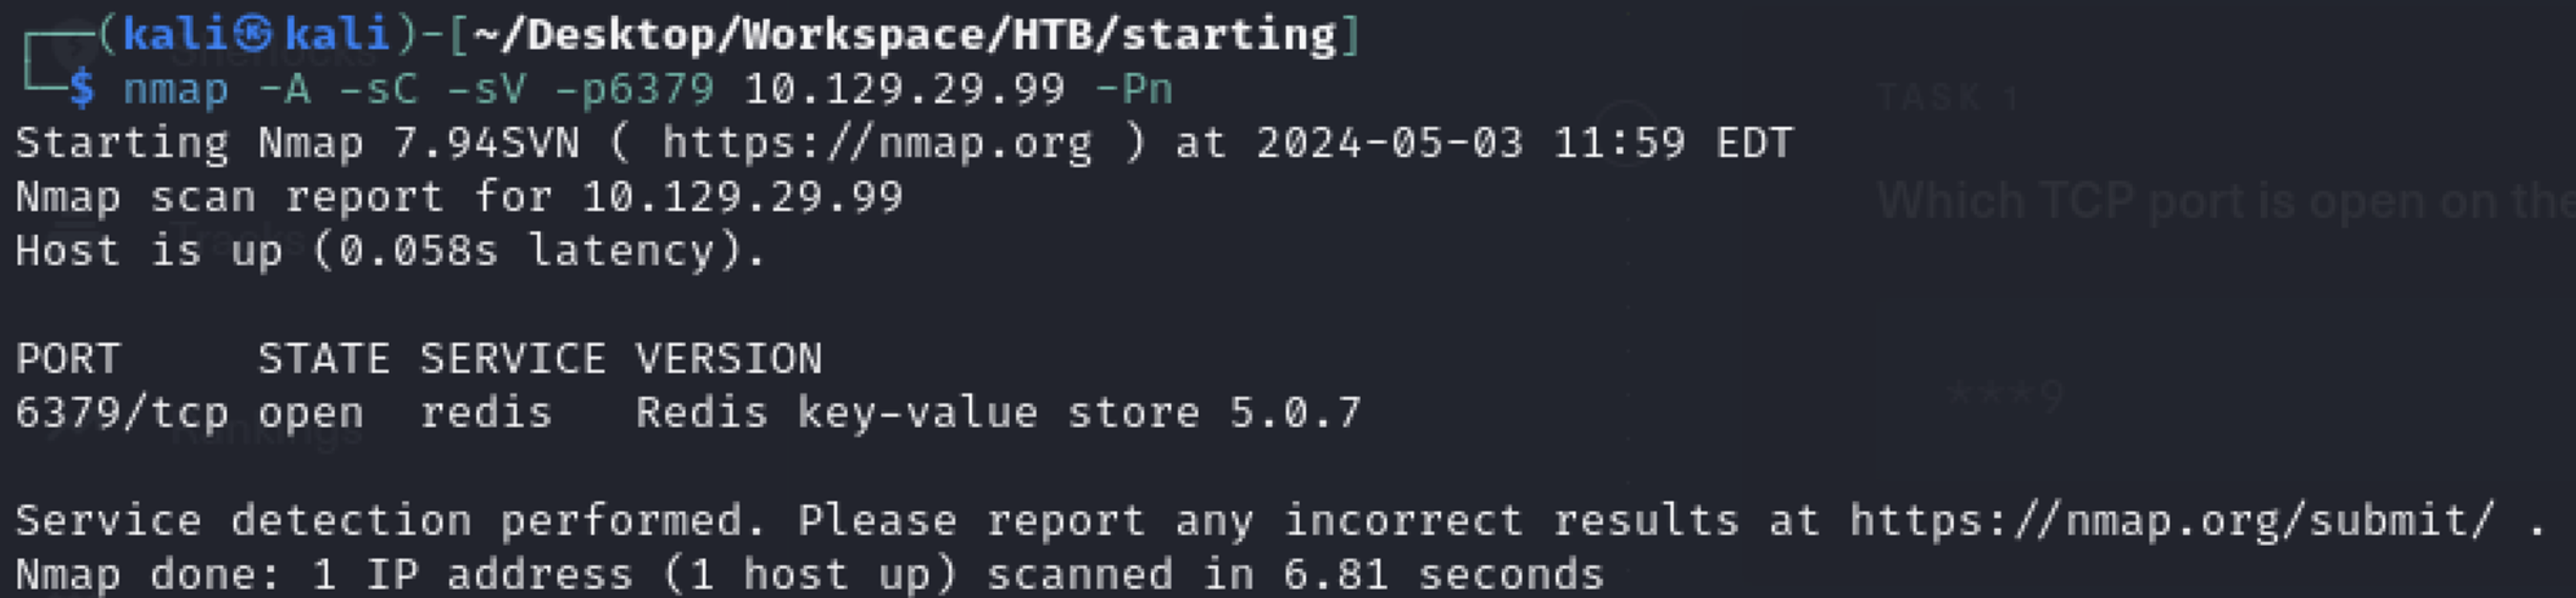 ┌──(kali㉿kali)-[~/Desktop/Workspace/HTB/starting]
└─$ nmap -A -sC -sV -p6379 10.129.29.99 -Pn
Starting Nmap 7.94SVN ( https://nmap.org ) at 2024-05-03 11:59 EDT
Nmap scan report for 10.129.29.99
Host is up (0.058s latency).
PORT     STATE SERVICE VERSION
6379/tcp open  redis   Redis key-value store 5.0.7
Service detection performed. Please report any incorrect results at https://nmap.org/submit/ .
Nmap done: 1 IP address (1 host up) scanned in 6.81 seconds
Sherlocks
Tracks
Rankings
TASK 1
Which TCP port is open on the
***9